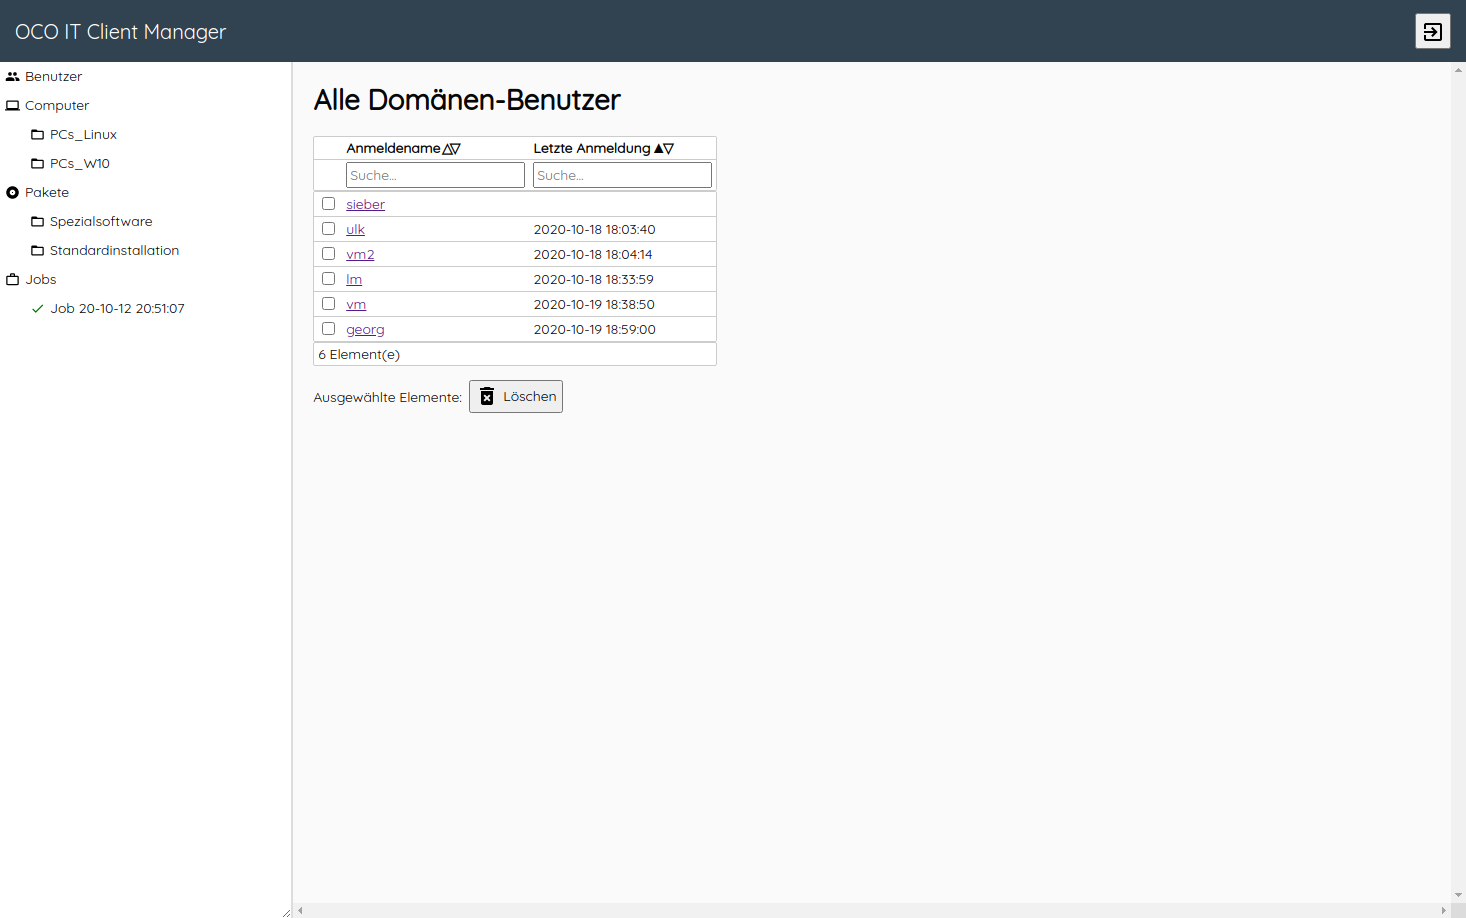 OCO IT Client Manager
Benutzer
Computer
PCs_Linux
PCs_W10
Pakete
Spezialsoftware
Standardinstallation
Jobs
Job 20-10-12 20:51:07
Alle Domänen-Benutzer
Anmeldename△▽ Letzte Anmeldung ▲▽
Suche... Suche...
sieber
ulk 2020-10-18 18:03:40
vm2 2020-10-18 18:04:14
lm 2020-10-18 18:33:59
vm 2020-10-19 18:38:50
georg 2020-10-19 18:59:00
6 Element(e)
Ausgewählte Elemente: Löschen